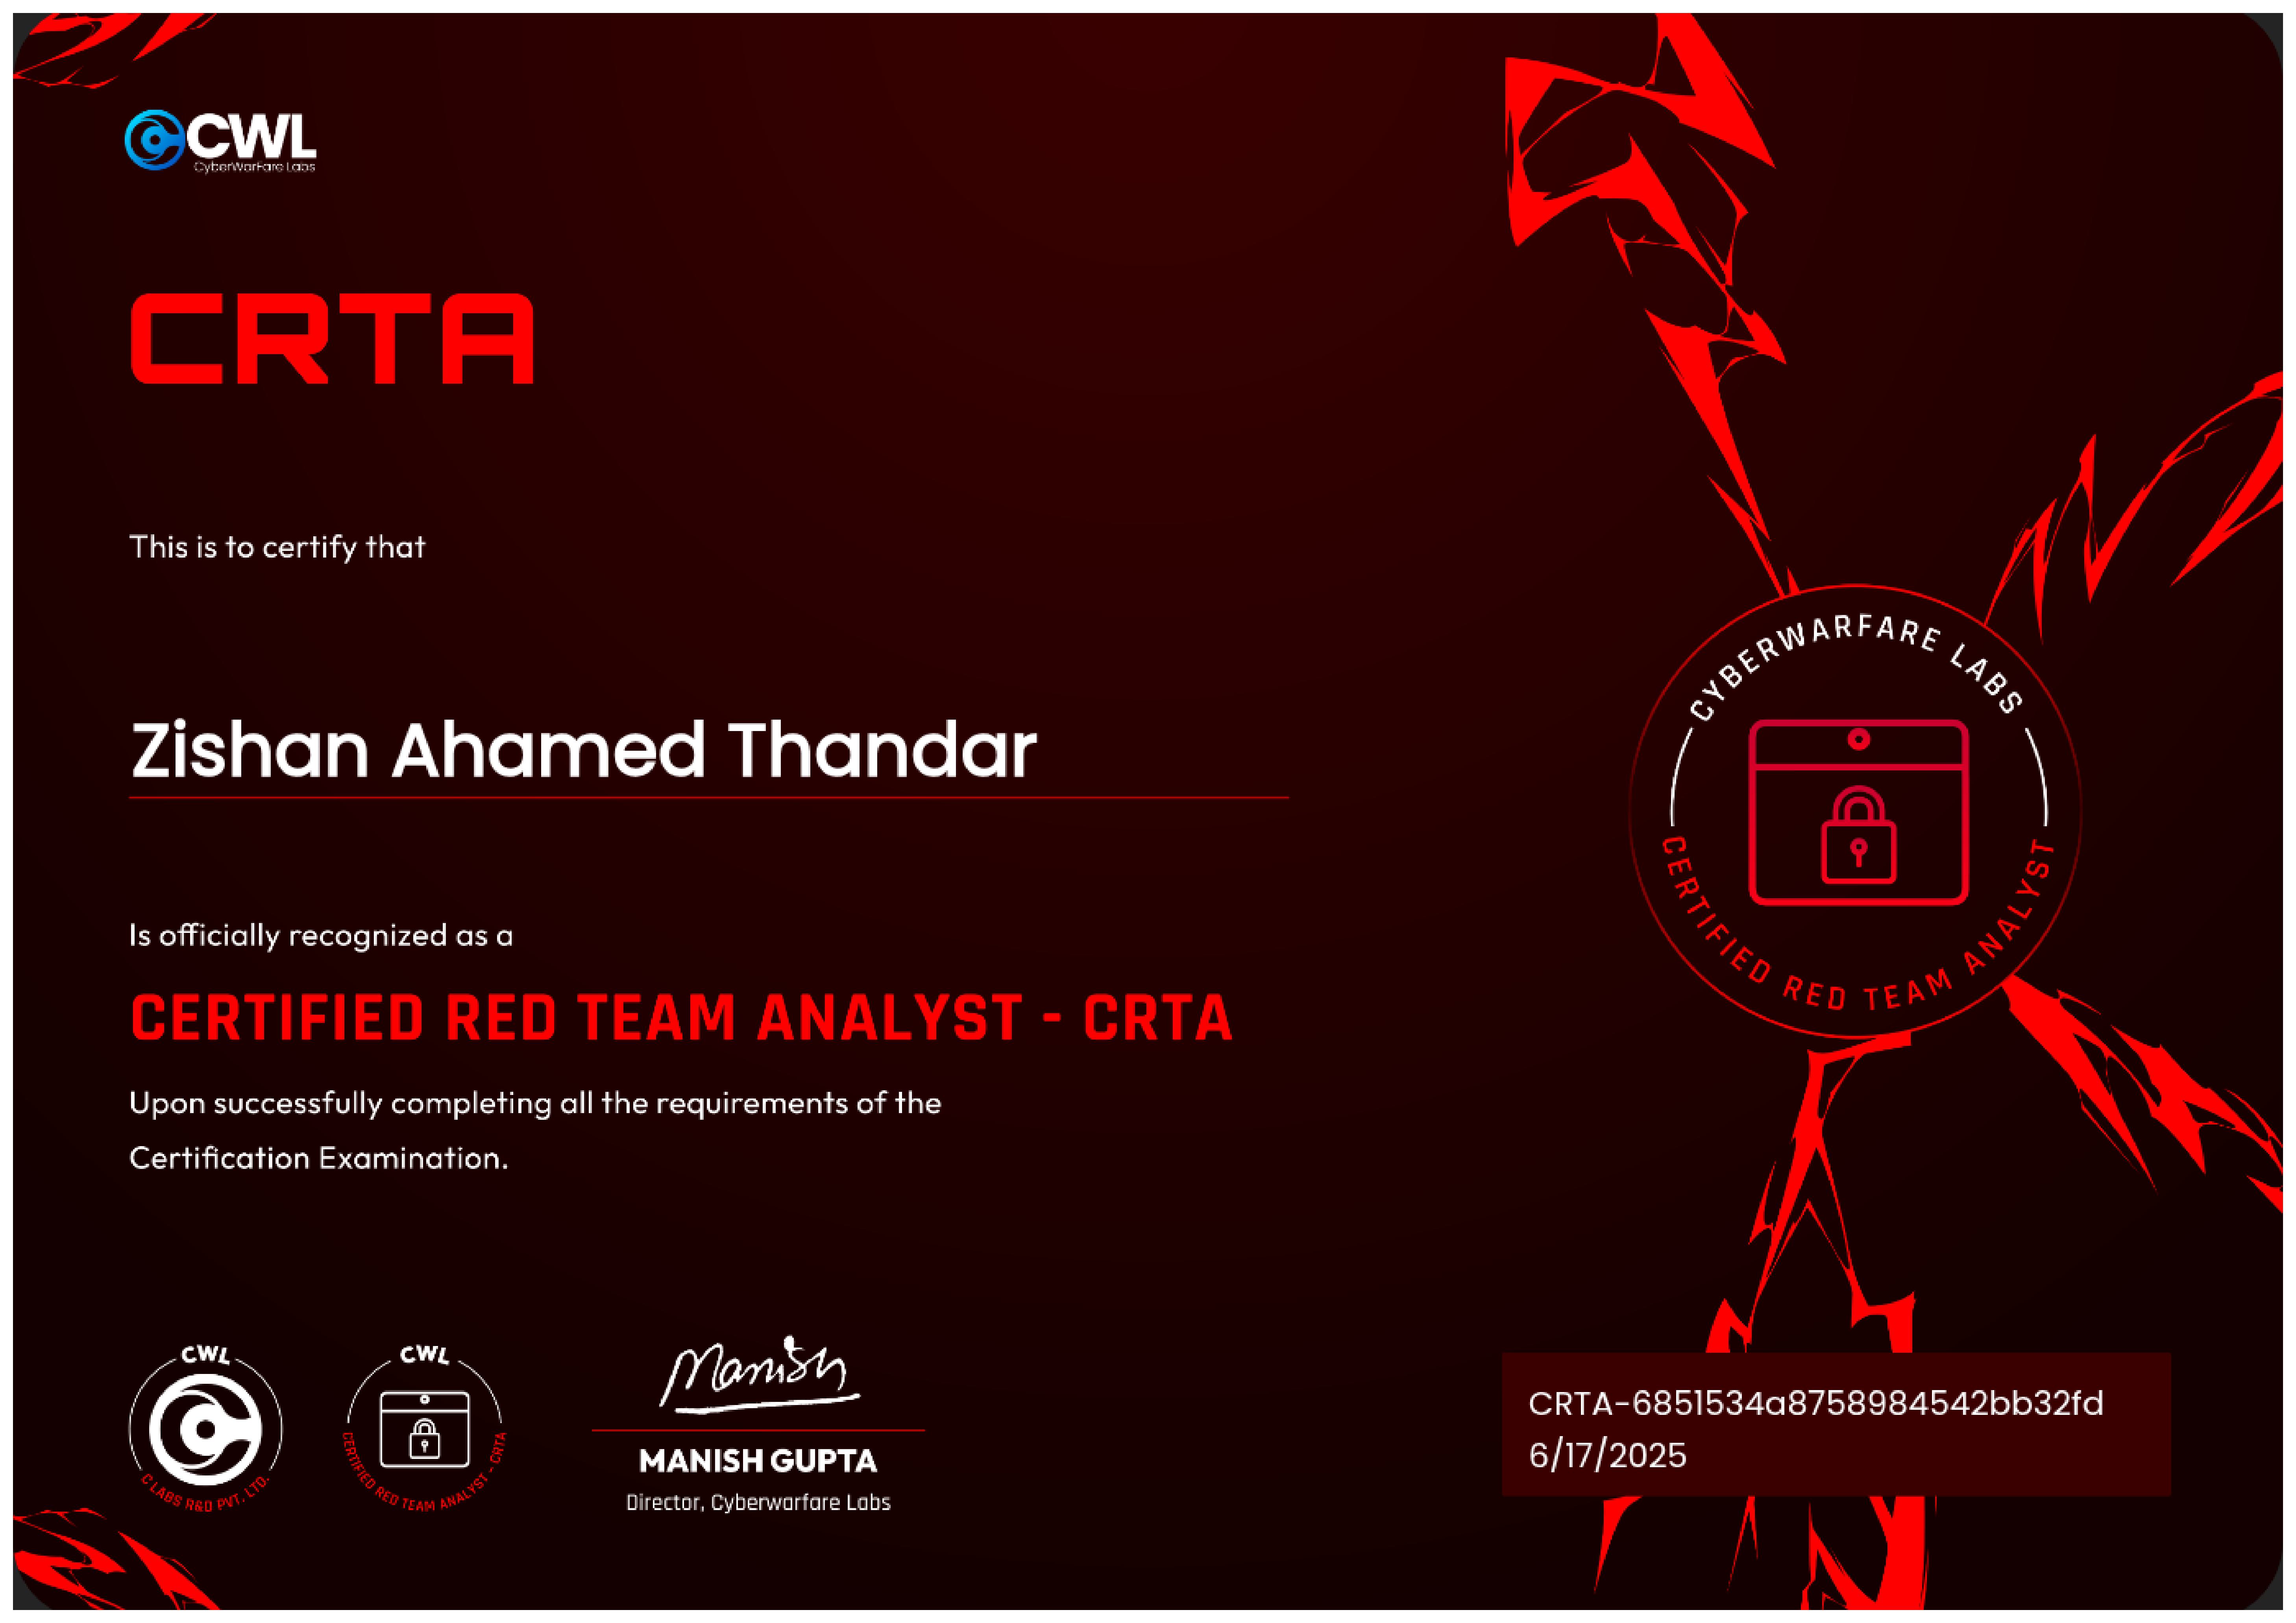 CWL
CyberWarFare Labs
CRTA
This is to certify that
Zishan Ahamed Thandar
Is officially recognized as a
CERTIFIED RED TEAM ANALYST - CRTA
Upon successfully completing all the requirements of the
Certification Examination.
CYBERWARFARE LABS
CERTIFIED RED TEAM ANALYST
CWL
C LABS R&D PVT. LTD.
CWL
CERTIFIED RED TEAM ANALYST - CRTA
Manish
MANISH GUPTA
Director, Cyberwarfare Labs
CRTA-6851534a8758984542bb32fd
6/17/2025